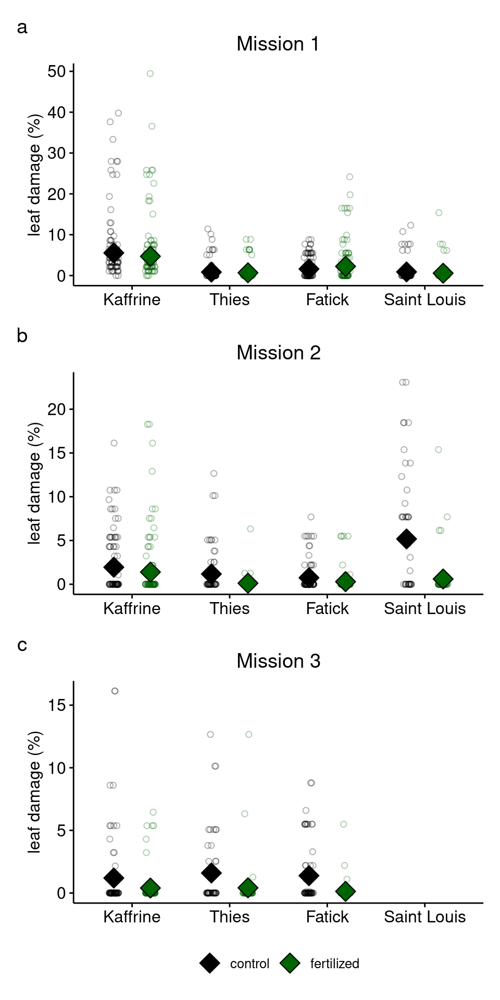 a
Mission 1
leaf damage (%)
50
40
30
20
10
0
Kaffrine Thies Fatick Saint Louis
b
Mission 2
leaf damage (%)
20
15
10
5
0
Kaffrine Thies Fatick Saint Louis
c
Mission 3
leaf damage (%)
15
10
5
0
Kaffrine Thies Fatick Saint Louis
control fertilized